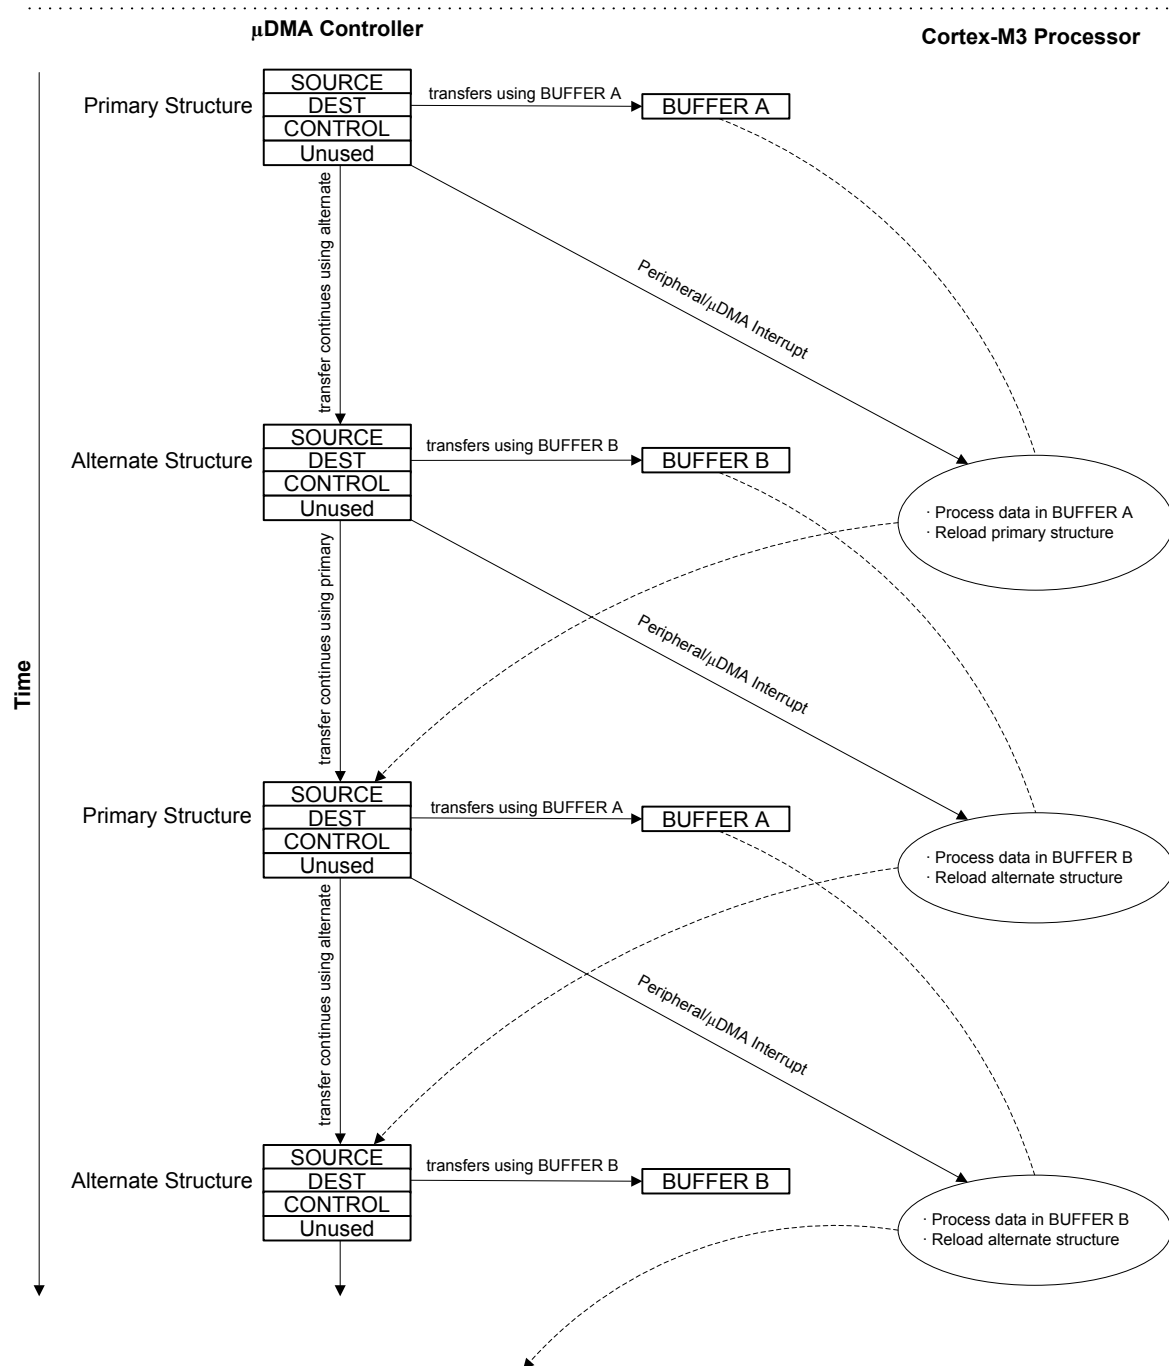 μDMA Controller
Cortex-M3 Processor
SOURCE
Primary Structure
DEST
transfers using BUFFER A
BUFFER A
CONTROL
Unused
transfer continues using alternate
Peripheral/μDMA Interrupt
SOURCE
Alternate Structure
DEST
transfers using BUFFER B
BUFFER B
CONTROL
Unused
· Process data in BUFFER A
· Reload primary structure
transfer continues using primary
Peripheral/μDMA Interrupt
Time
SOURCE
Primary Structure
DEST
transfers using BUFFER A
BUFFER A
CONTROL
Unused
· Process data in BUFFER B
· Reload alternate structure
transfer continues using alternate
Peripheral/μDMA Interrupt
SOURCE
Alternate Structure
DEST
transfers using BUFFER B
BUFFER B
CONTROL
Unused
· Process data in BUFFER B
· Reload alternate structure